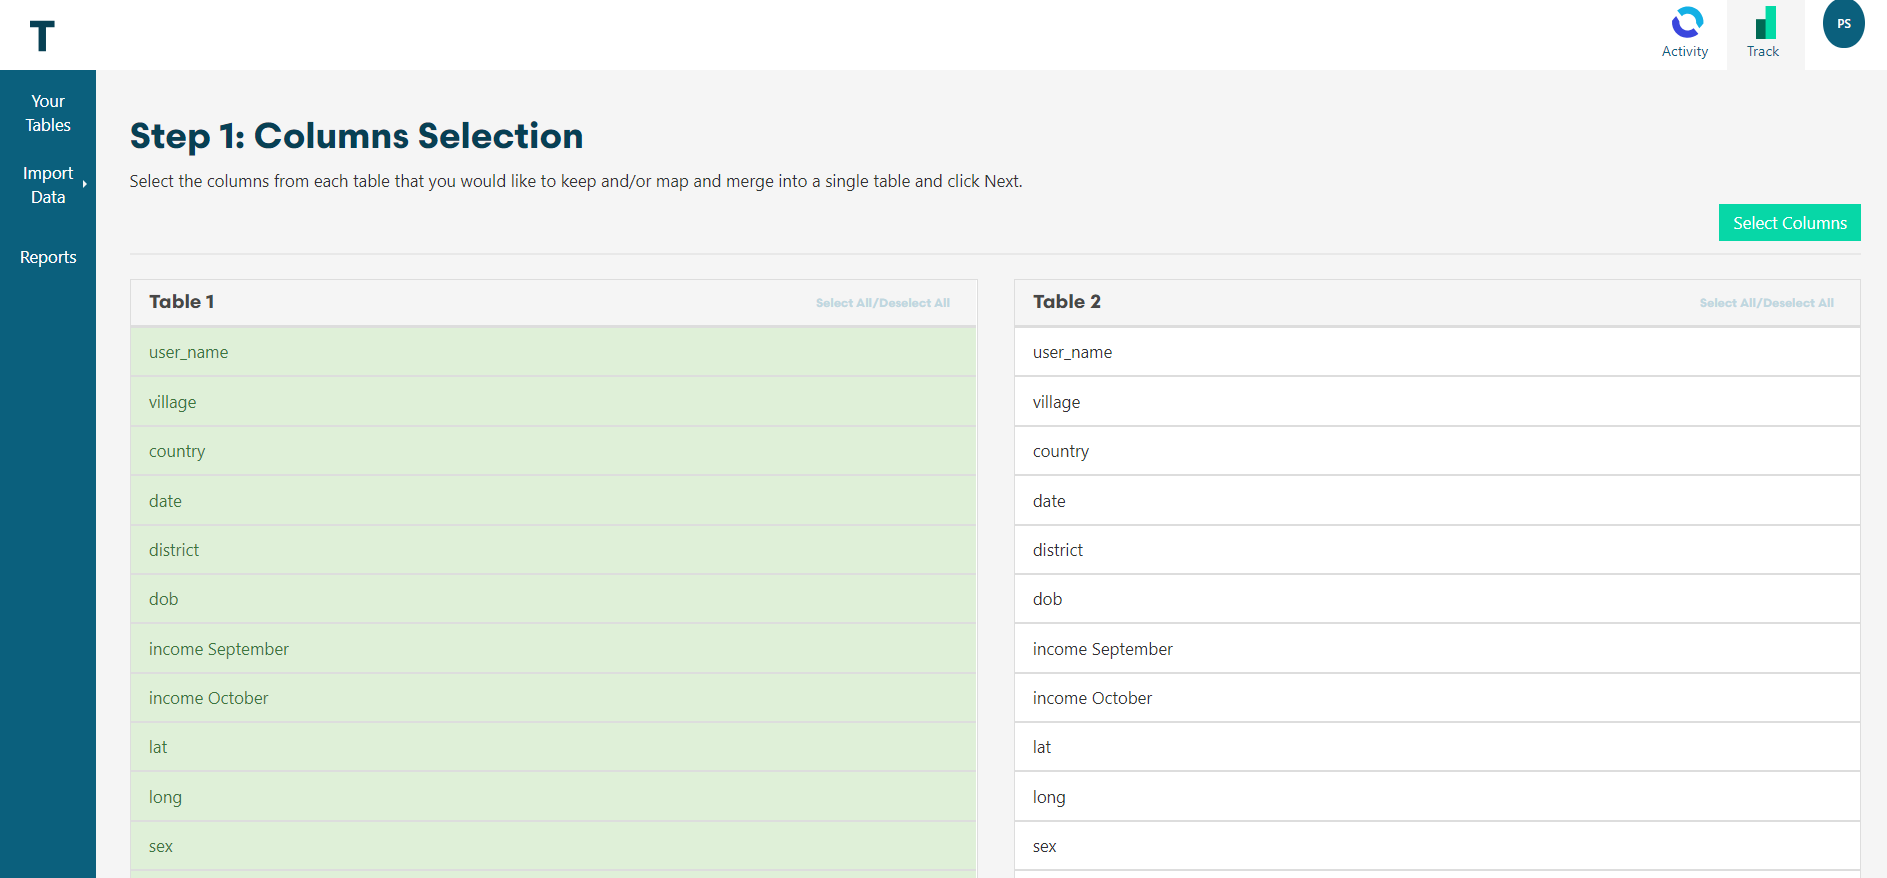 T
Activity
Track
PS
Your
Tables
Import
Data
Reports
Step 1: Columns Selection
Select the columns from each table that you would like to keep and/or map and merge into a single table and click Next.
Select Columns
Table 1
Select All/Deselect All
user_name
village
country
date
district
dob
income September
income October
lat
long
sex
Table 2
Select All/Deselect All
user_name
village
country
date
district
dob
income September
income October
lat
long
sex